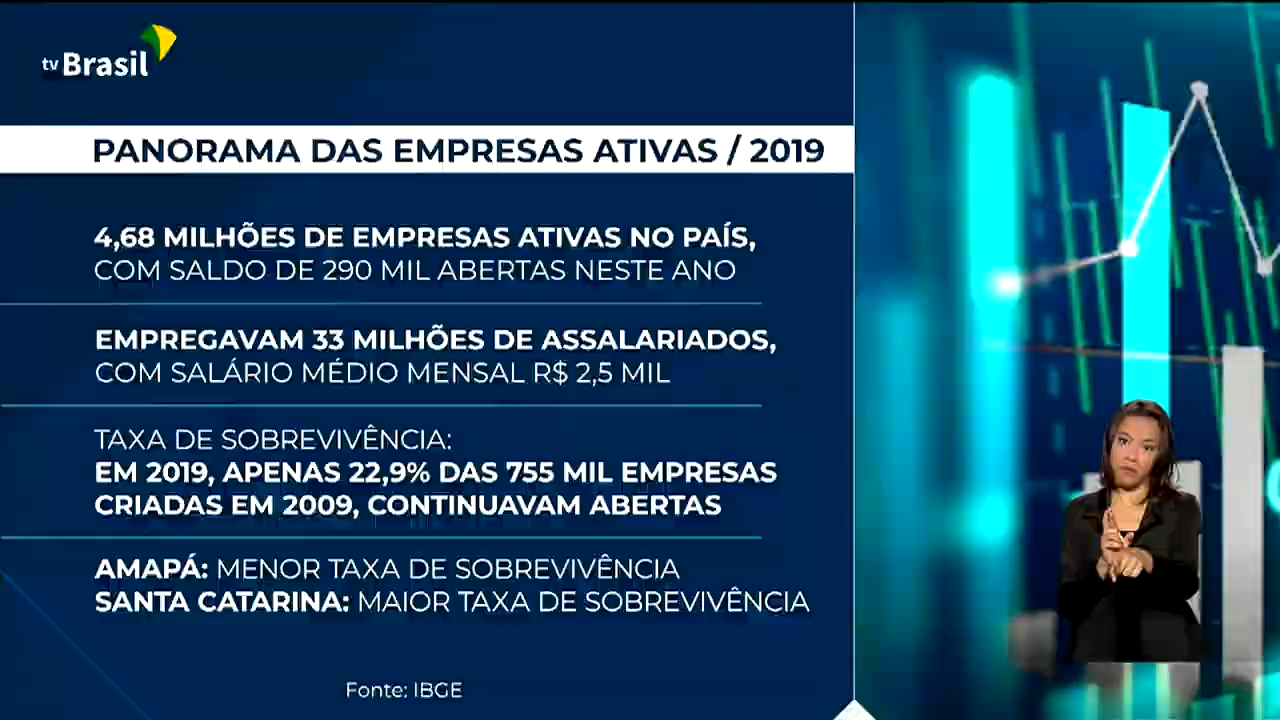 tv Brasil
PANORAMA DAS EMPRESAS ATIVAS / 2019
4,68 MILHÕES DE EMPRESAS ATIVAS NO PAÍS,
COM SALDO DE 290 MIL ABERTAS NESTE ANO
EMPREGAVAM 33 MILHÕES DE ASSALARIADOS,
COM SALÁRIO MÉDIO MENSAL R$ 2,5 MIL
TAXA DE SOBREVIVÊNCIA:
EM 2019, APENAS 22,9% DAS 755 MIL EMPRESAS
CRIADAS EM 2009, CONTINUAVAM ABERTAS
AMAPÁ: MENOR TAXA DE SOBREVIVÊNCIA
SANTA CATARINA: MAIOR TAXA DE SOBREVIVÊNCIA
Fonte: IBGE